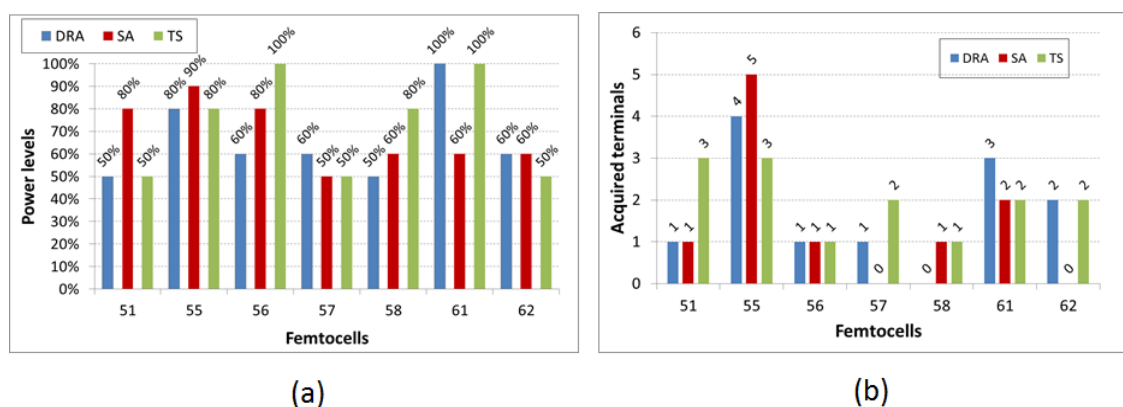 DRA SA TS
100%
90%
80%
70%
60%
50%
40%
30%
20%
10%
0%
Power levels
50% 80% 50%
80% 90% 80%
60% 80% 100%
60% 50% 50%
50% 60% 80%
100% 60% 100%
60% 60% 50%
51 55 56 57 58 61 62
Femtocells
(a)
DRA SA TS
6
5
4
3
2
1
0
Acquired terminals
1 1 3
4 5 3
1 1 1
1 0 2
0 1 1
3 2 2
2 0 2
51 55 56 57 58 61 62
Femtocells
(b)